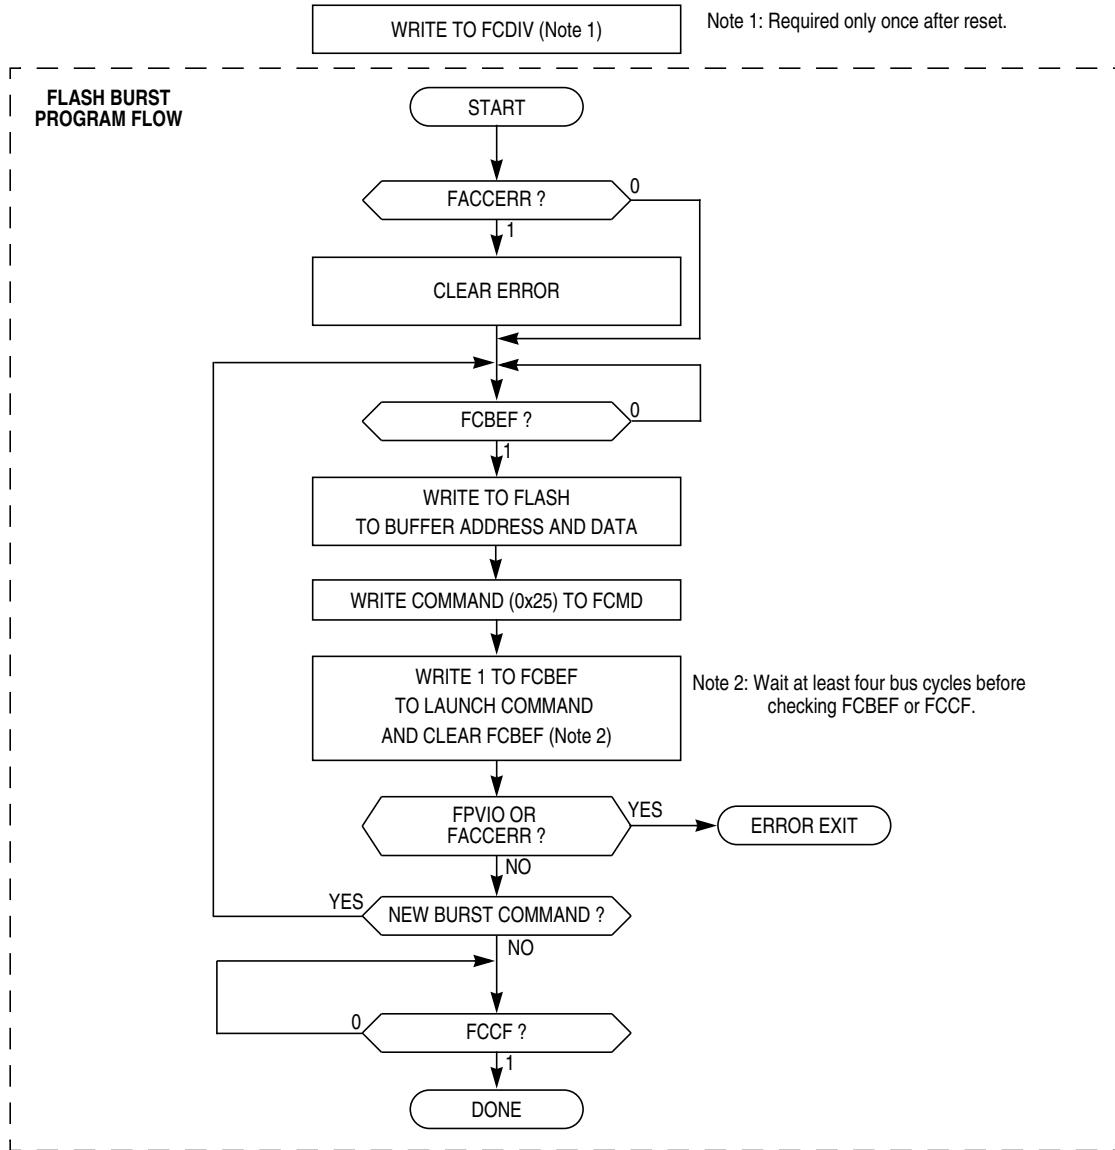 WRITE TO FCDIV (Note 1)
Note 1: Required only once after reset.
FLASH BURST
PROGRAM FLOW
START
FACCERR ?
0
1
CLEAR ERROR
FCBEF ?
0
1
WRITE TO FLASH
TO BUFFER ADDRESS AND DATA
WRITE COMMAND (0x25) TO FCMD
WRITE 1 TO FCBEF
TO LAUNCH COMMAND
AND CLEAR FCBEF (Note 2)
Note 2: Wait at least four bus cycles before
checking FCBEF or FCCF.
FPVIO OR
FACCERR ?
YES
ERROR EXIT
NO
YES
NEW BURST COMMAND ?
NO
0
FCCF ?
1
DONE